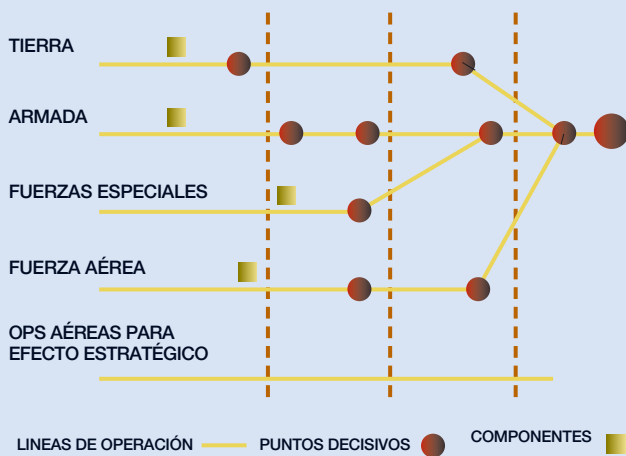 TIERRA
ARMADA
FUERZAS ESPECIALES
FUERZA AÉREA
OPS AÉREAS PARA
EFECTO ESTRATÉGICO
LINEAS DE OPERACIÓN
PUNTOS DECISIVOS
COMPONENTES